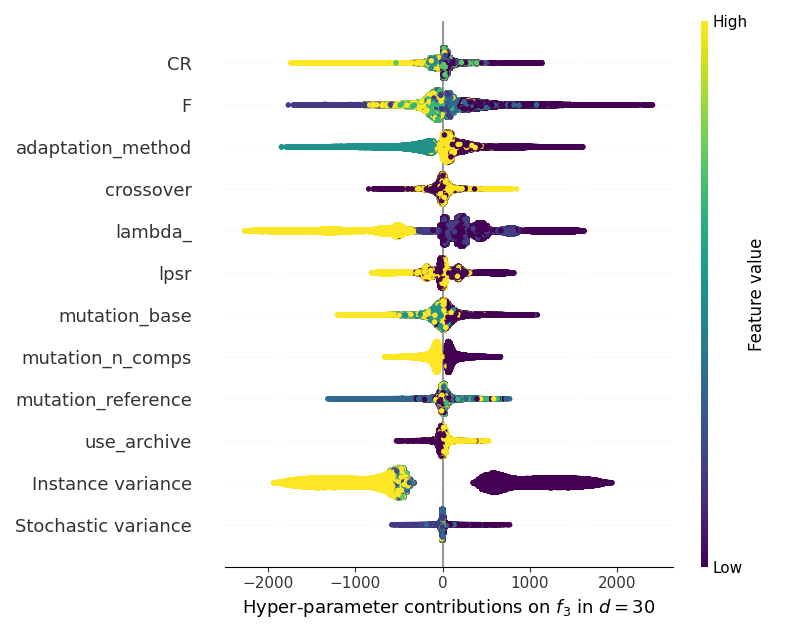 High
CR
F
adaptation_method
crossover
lambda_
lpsr
mutation_base
mutation_n_comps
mutation_reference
use_archive
Instance variance
Stochastic variance
Feature value
Low
−2000 −1000 0 1000 2000
Hyper-parameter contributions on f₃ in d = 30